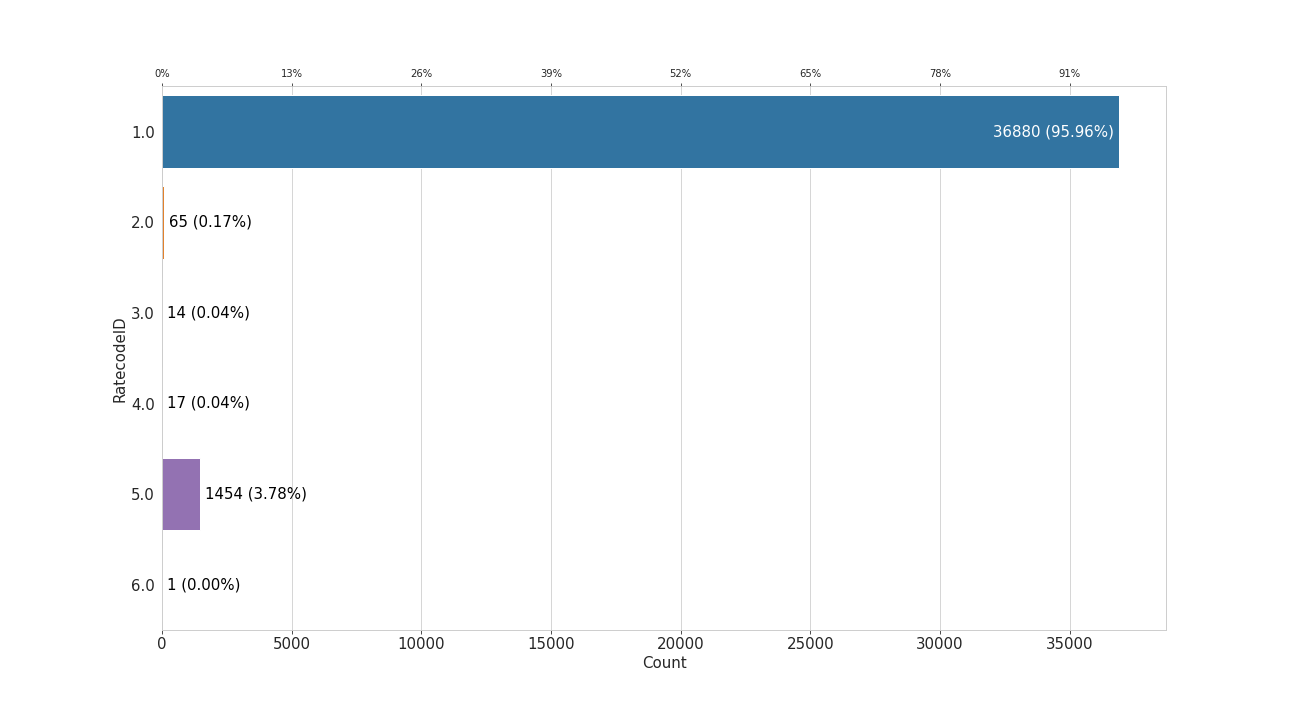 0% 13% 26% 39% 52% 65% 78% 91%
1.0 36880 (95.96%)
2.0 65 (0.17%)
3.0 14 (0.04%)
RatecodeID
4.0 17 (0.04%)
5.0 1454 (3.78%)
6.0 1 (0.00%)
0 5000 10000 15000 20000 25000 30000 35000
Count